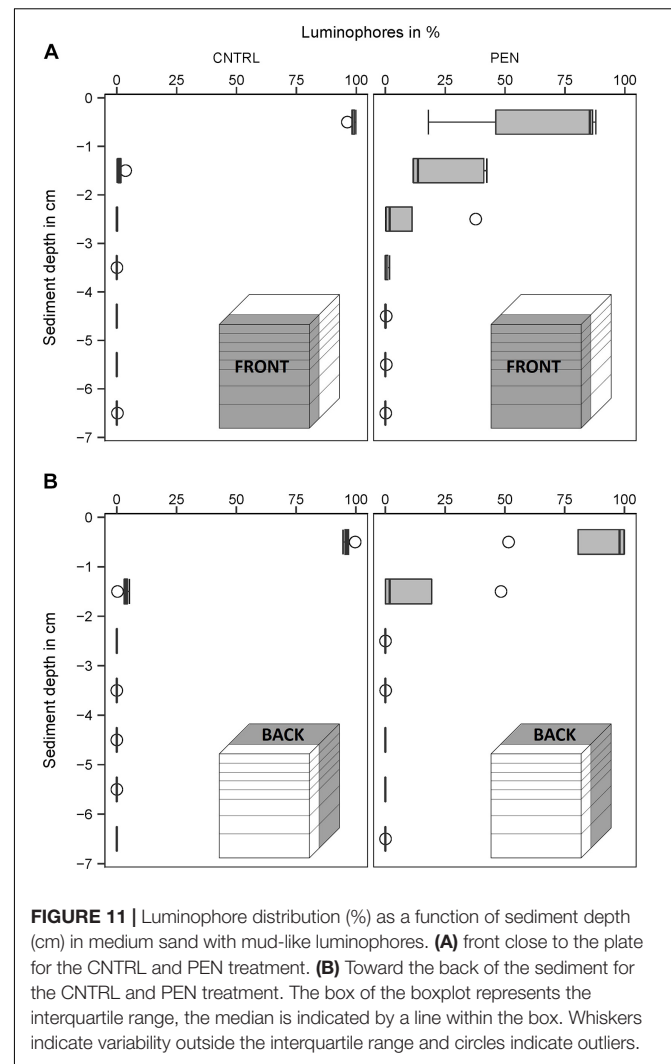 Luminophores in %
A
CNTRL PEN
0 25 50 75 100 0 25 50 75 100
0
−1
−2
−3
−4
−5
−6
−7
Sediment depth in cm
FRONT FRONT
B
0 25 50 75 100 0 25 50 75 100
0
−1
−2
−3
−4
−5
−6
−7
Sediment depth in cm
BACK BACK
FIGURE 11 | Luminophore distribution (%) as a function of sediment depth
(cm) in medium sand with mud-like luminophores. (A) front close to the plate
for the CNTRL and PEN treatment. (B) Toward the back of the sediment for
the CNTRL and PEN treatment. The box of the boxplot represents the
interquartile range, the median is indicated by a line within the box. Whiskers
indicate variability outside the interquartile range and circles indicate outliers.